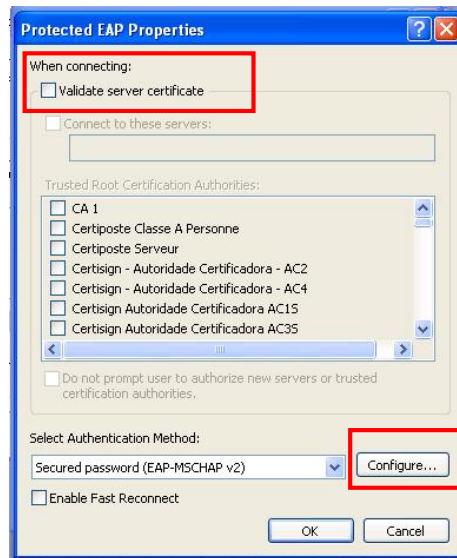 Protected EAP Properties
When connecting:
Validate server certificate
Connect to these servers:
Trusted Root Certification Authorities:
CA 1
Certiposte Classe A Personne
Certiposte Serveur
Certisign - Autoridade Certificadora - AC2
Certisign - Autoridade Certificadora - AC4
Certisign Autoridade Certificadora AC1S
Certisign Autoridade Certificadora AC3S
Do not prompt user to authorize new servers or trusted
certification authorities.
Select Authentication Method:
Secured password (EAP-MSCHAP v2)
Configure...
Enable Fast Reconnect
OK
Cancel